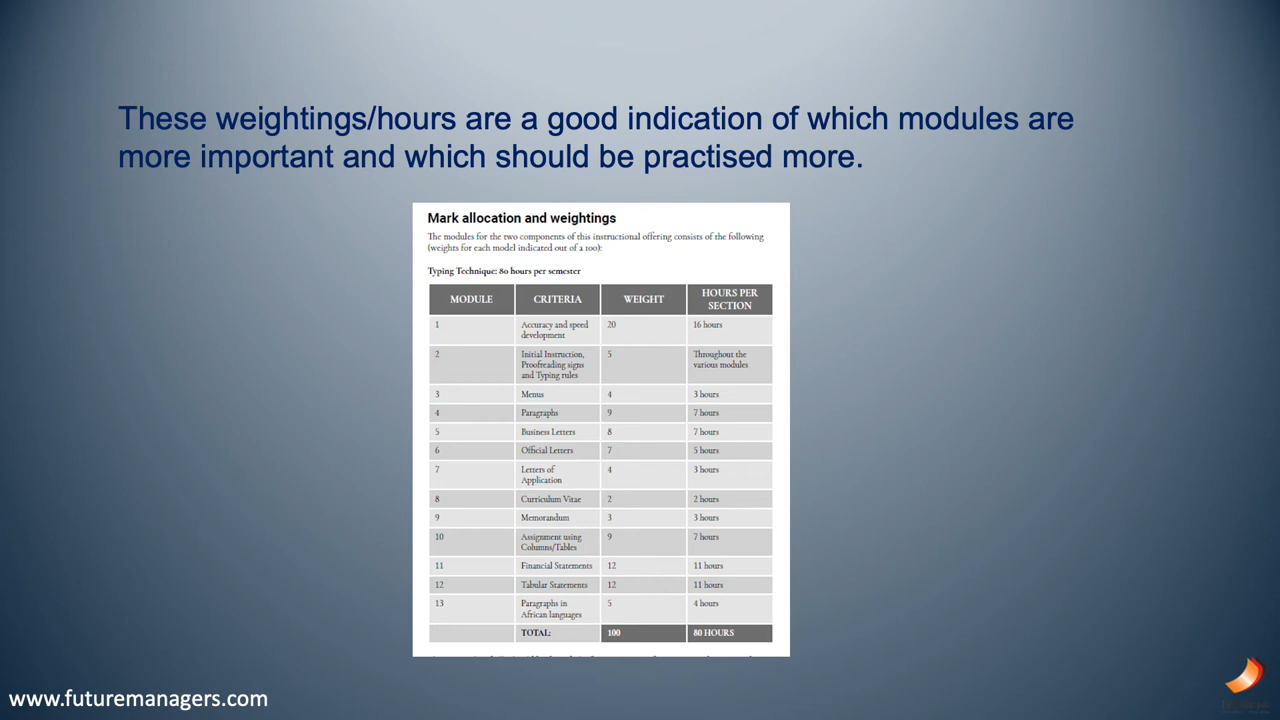 These weightings/hours are a good indication of which modules are
more important and which should be practised more.
Mark allocation and weightings
The modules for the two components of this instructional offering consists of the following
(weights for each model indicated out of a 100):
Typing Technique: 80 hours per semester
MODULE CRITERIA WEIGHT HOURS PER SECTION
1 Accuracy and speed development 20 16 hours
2 Initial Instruction, Proofreading signs and Typing rules 5 Throughout the various modules
3 Menus 4 3 hours
4 Paragraphs 9 7 hours
5 Business Letters 8 7 hours
6 Official Letters 7 5 hours
7 Letters of Application 4 3 hours
8 Curriculum Vitae 2 2 hours
9 Memorandum 3 3 hours
10 Assignment using Columns/Tables 9 7 hours
11 Financial Statements 12 11 hours
12 Tabular Statements 12 11 hours
13 Paragraphs in African languages 5 4 hours
TOTAL: 100 80 HOURS
www.futuremanagers.com